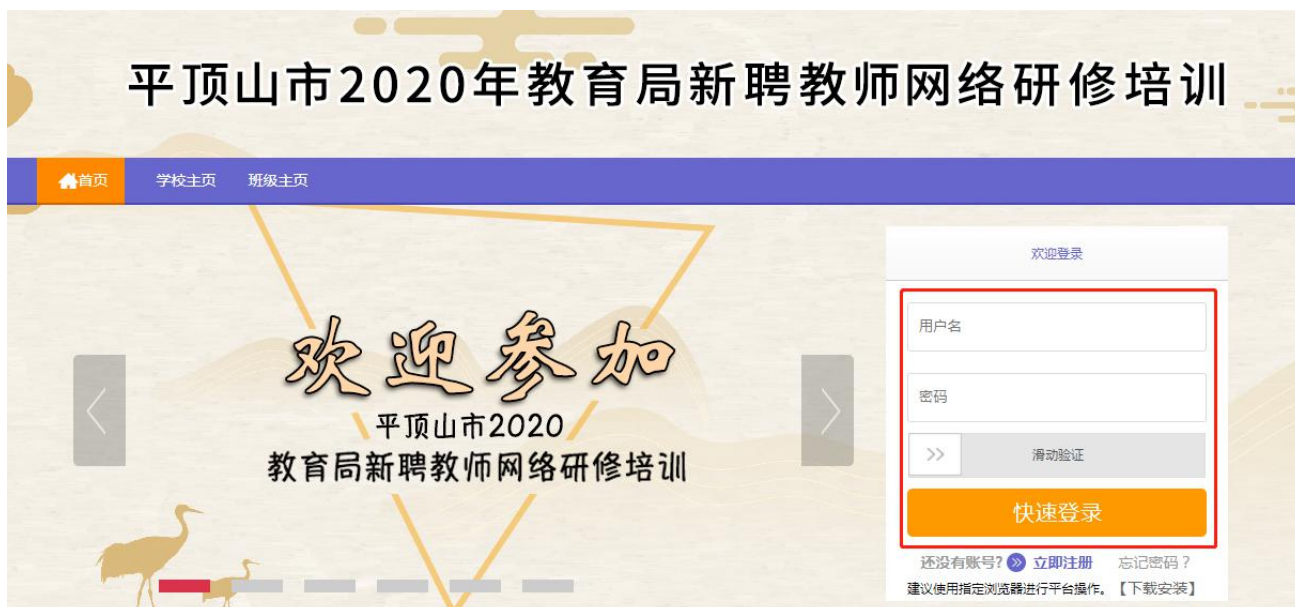 平顶山市2020年教育局新聘教师网络研修培训
首页 学校主页 班级主页
欢迎登录
用户名
密码
>> 滑动验证
快速登录
还没有账号? 立即注册 忘记密码?
建议使用指定浏览器进行平台操作。【下载安装】
欢迎参加
平顶山市2020
教育局新聘教师网络研修培训